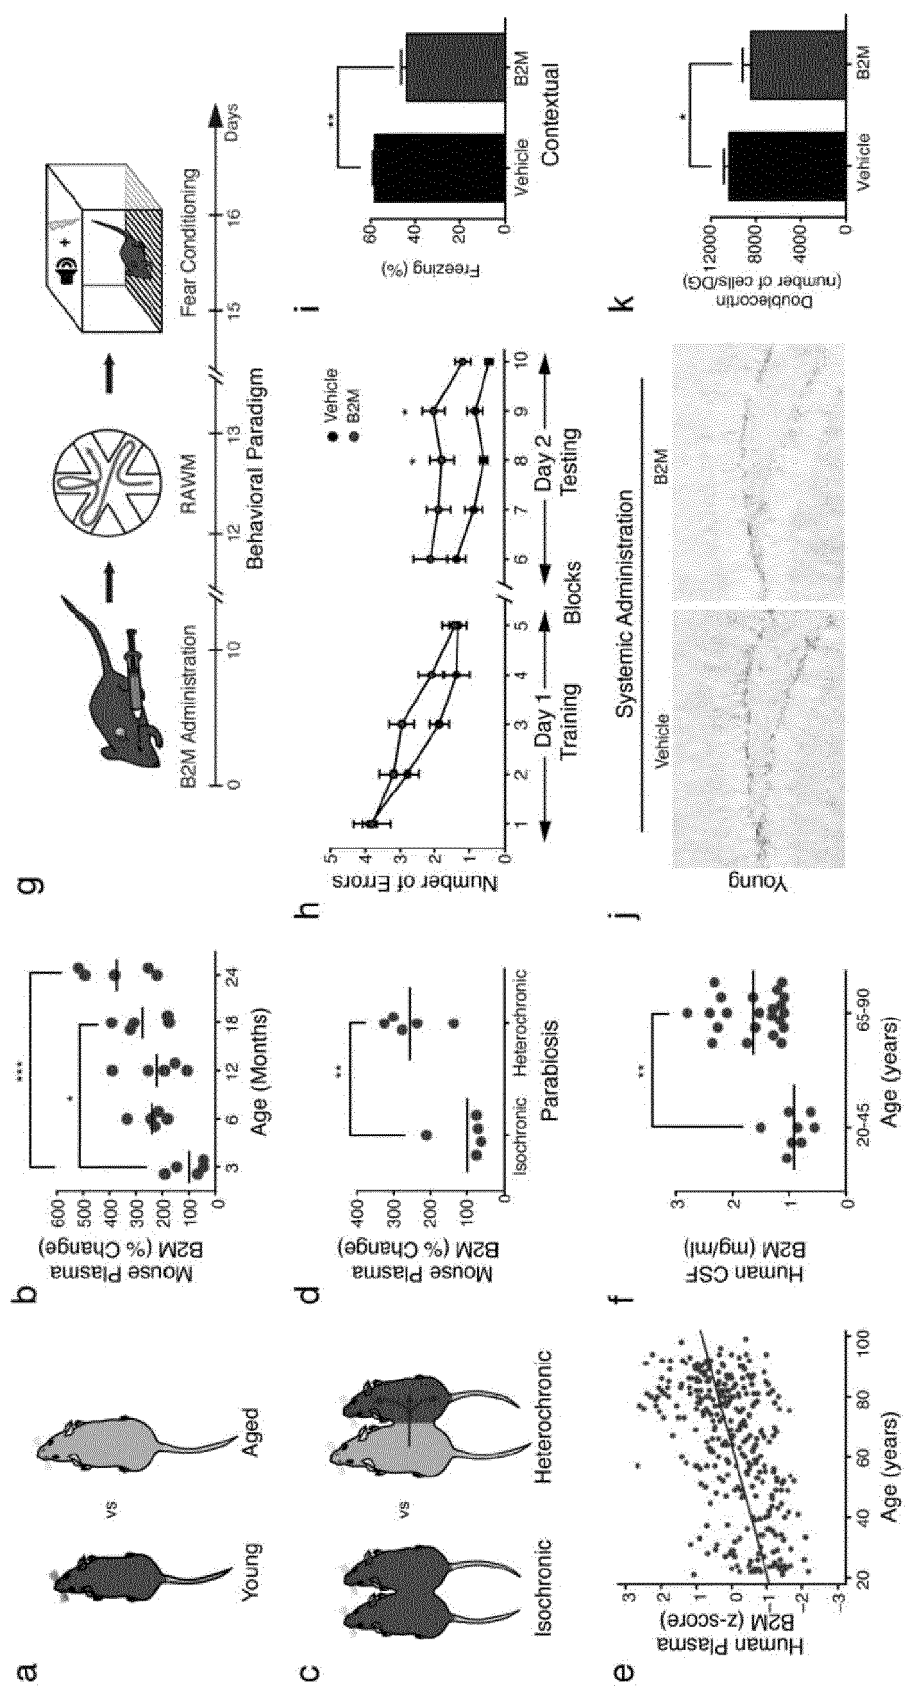 a
Young
vs
Aged
b
Mouse Plasma
B2M (% Change)
600
500
400
300
200
100
0
***
*
3
6
12
18
24
Age (Months)
c
Isochronic
vs
Heterochronic
d
Mouse Plasma
B2M (% Change)
400
300
200
100
0
**
Isochronic
Heterochronic
Parabiosis
e
Human Plasma
B2M (z-score)
3
2
1
0
-1
-2
-3
20
40
60
80
100
Age (years)
f
Human CSF
B2M (mg/ml)
3
2
1
0
**
20-45
65-90
Age (years)
g
+
B2M Administration
RAWM
Fear Conditioning
0
10
12
13
15
16
Days
Behavioral Paradigm
h
Number of Errors
5
4
3
2
1
0
Vehicle
B2M
*
*
1
2
3
4
5
6
7
8
9
10
Day 1
Day 2
Training
Blocks
Testing
i
Freezing (%)
60
40
20
0
**
Vehicle
B2M
Contextual
j
Systemic Administration
Vehicle
B2M
Young
k
Doublecortin
(number of cells/DG)
12000
8000
4000
0
*
Vehicle
B2M